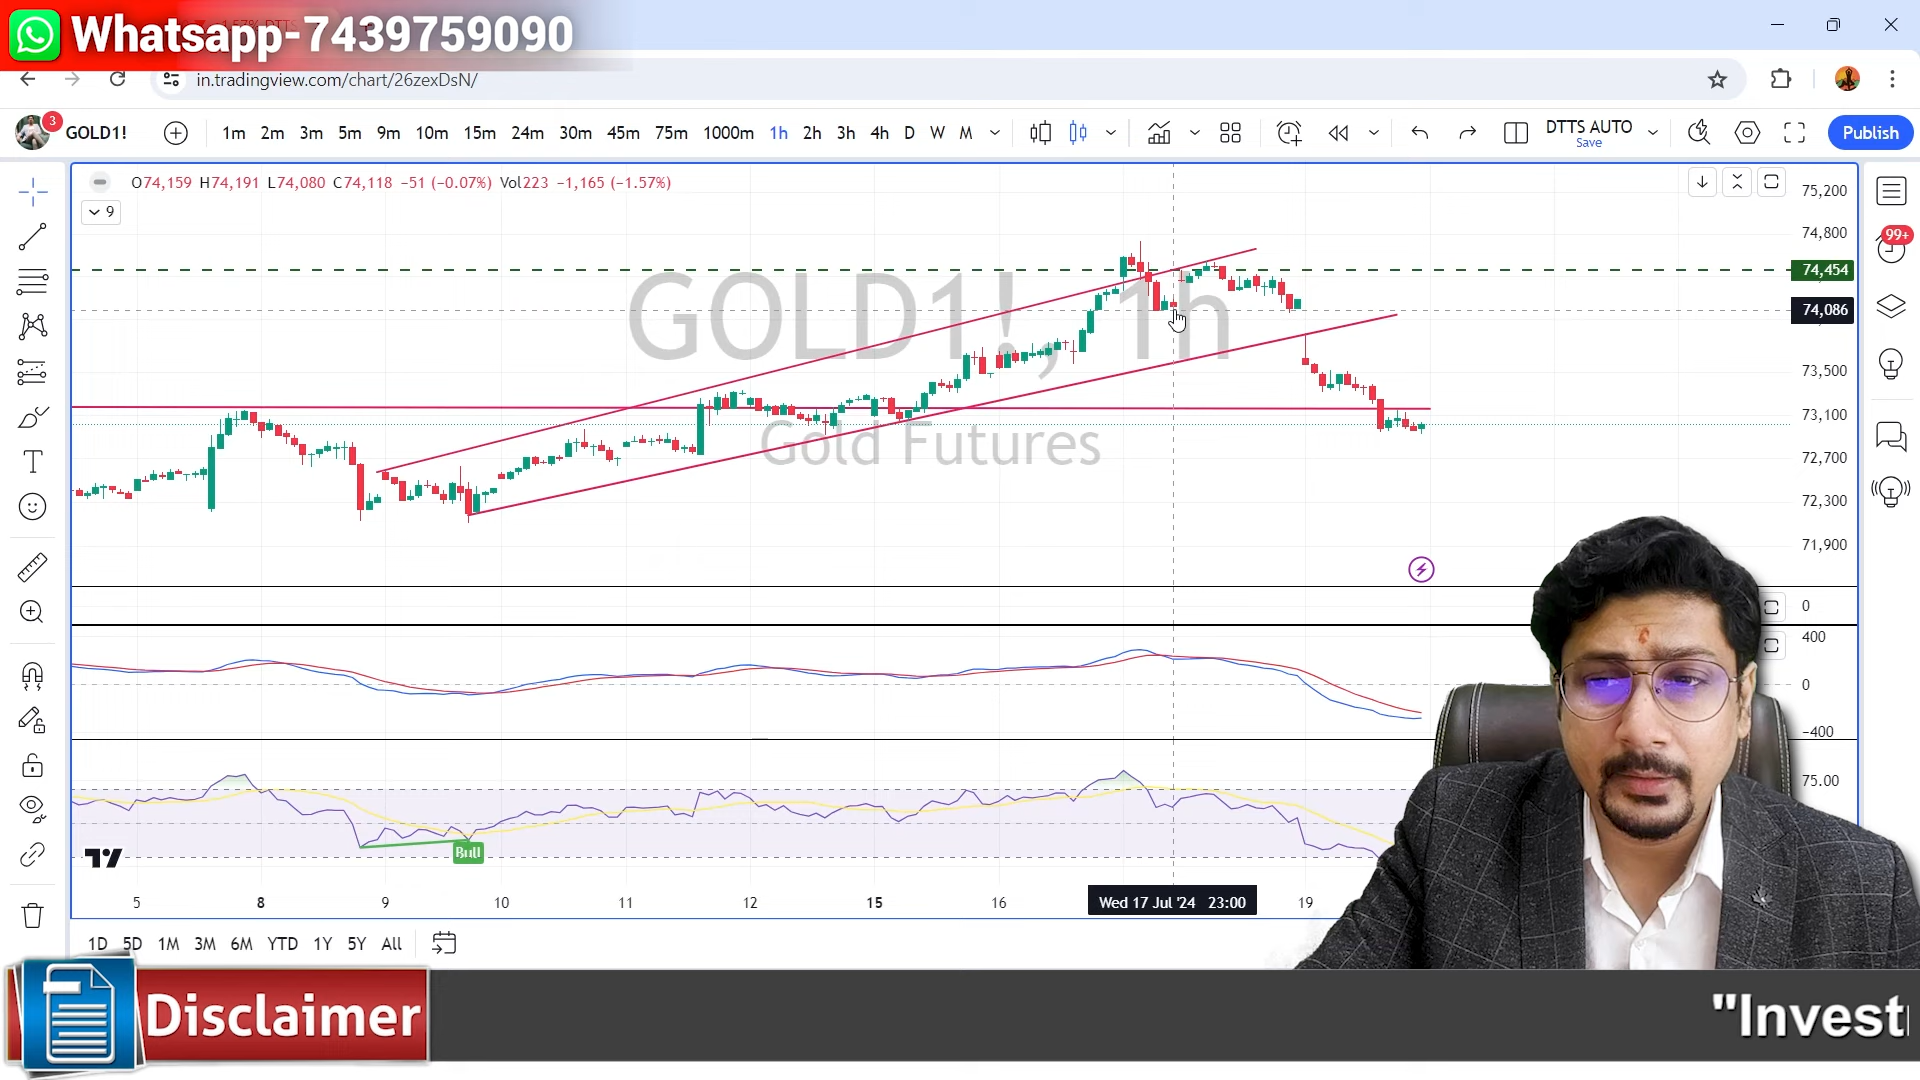 Whatsapp-7439759090
in.tradingview.com/chart/26zexDsN/
3 GOLD1! 1m 2m 3m 5m 9m 10m 15m 24m 30m 45m 75m 1000m 1h 2h 3h 4h D W M DTTS AUTO Publish
Save
O74,159 H74,191 L74,080 C74,118 −51 (−0.07%) Vol223 −1,165 (−1.57%)
9
75,200
99+
74,800
74,454
74,086
GOLD1!, 1h
73,500
73,100
Gold Futures
72,700
72,300
71,900
0
400
0
−400
75.00
Bull
5 8 9 10 11 12 15 16 Wed 17 Jul '24 23:00 19
1D 5D 1M 3M 6M YTD 1Y 5Y All
Disclaimer
"Invest